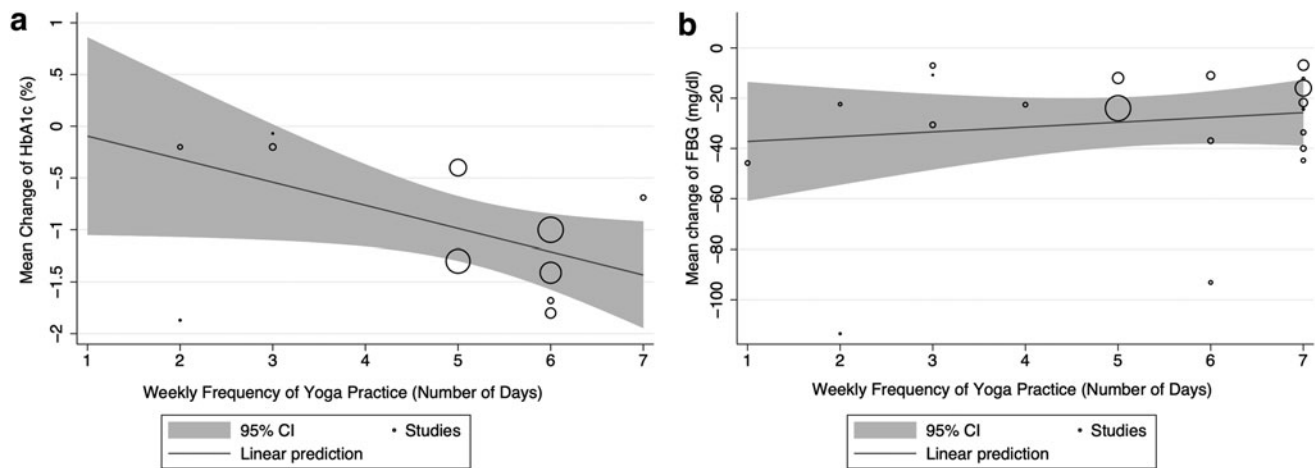 a
Mean Change of HbA1c (%)
1
.5
0
-.5
-1
-1.5
-2
1 2 3 4 5 6 7
Weekly Frequency of Yoga Practice (Number of Days)
95% CI • Studies
Linear prediction
b
Mean change of FBG (mg/dl)
0
-20
-40
-60
-80
-100
1 2 3 4 5 6 7
Weekly Frequency of Yoga Practice (Number of Days)
95% CI • Studies
Linear prediction